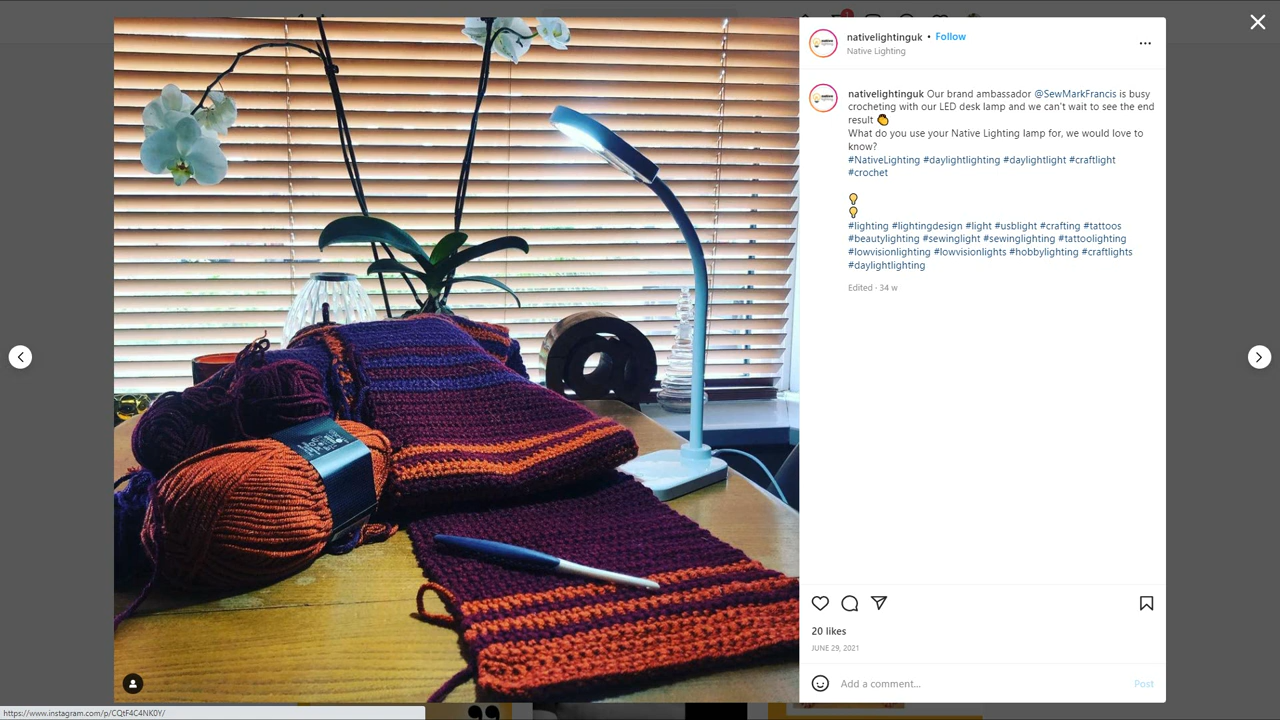 nativelightinguk • Follow
Native Lighting
nativelightinguk Our brand ambassador @SewMarkFrancis is busy
crocheting with our LED desk lamp and we can't wait to see the end
result 👏
What do you use your Native Lighting lamp for, we would love to
know?
#NativeLighting #daylightlighting #daylightlight #craftlight
#crochet
💡
💡
#lighting #lightingdesign #light #usblight #crafting #tattoos
#beautylighting #sewinglight #sewinglighting #tattoolighting
#lowvisionlighting #lowvisionlights #hobbylighting #craftlights
#daylightlighting
Edited · 34 w
20 likes
JUNE 29, 2021
Add a comment...
Post
https://www.instagram.com/p/CQtF4C4NK0Y/